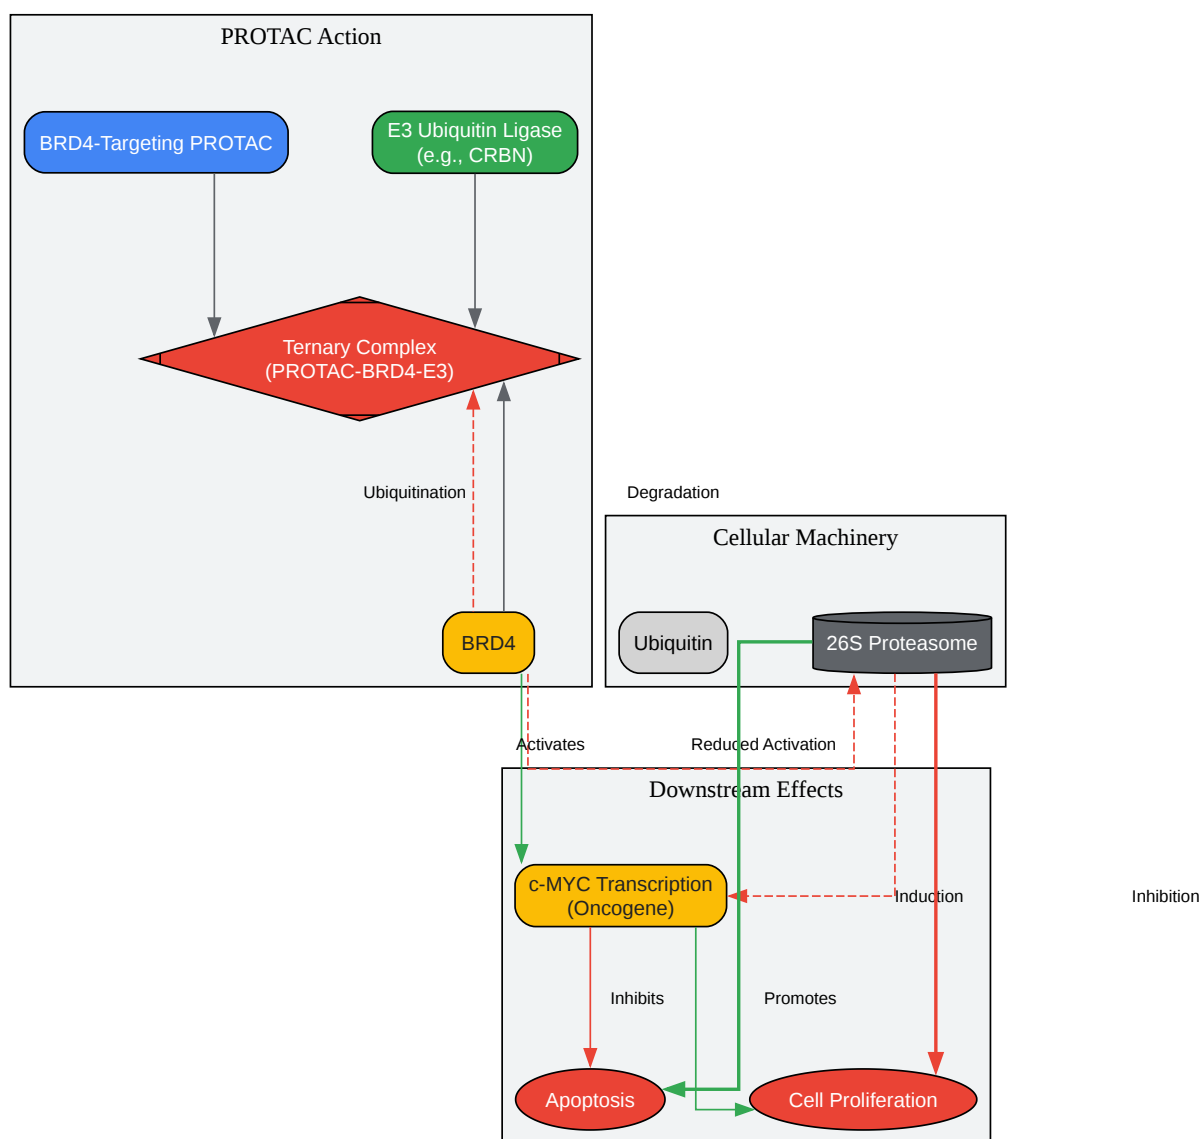 PROTAC Action
BRD4-Targeting PROTAC
E3 Ubiquitin Ligase
(e.g., CRBN)
Ternary Complex
(PROTAC-BRD4-E3)
Ubiquitination
Degradation
Cellular Machinery
BRD4
Ubiquitin
26S Proteasome
Activates
Reduced Activation
Downstream Effects
c-MYC Transcription
(Oncogene)
Induction
Inhibition
Inhibits
Promotes
Apoptosis
Cell Proliferation